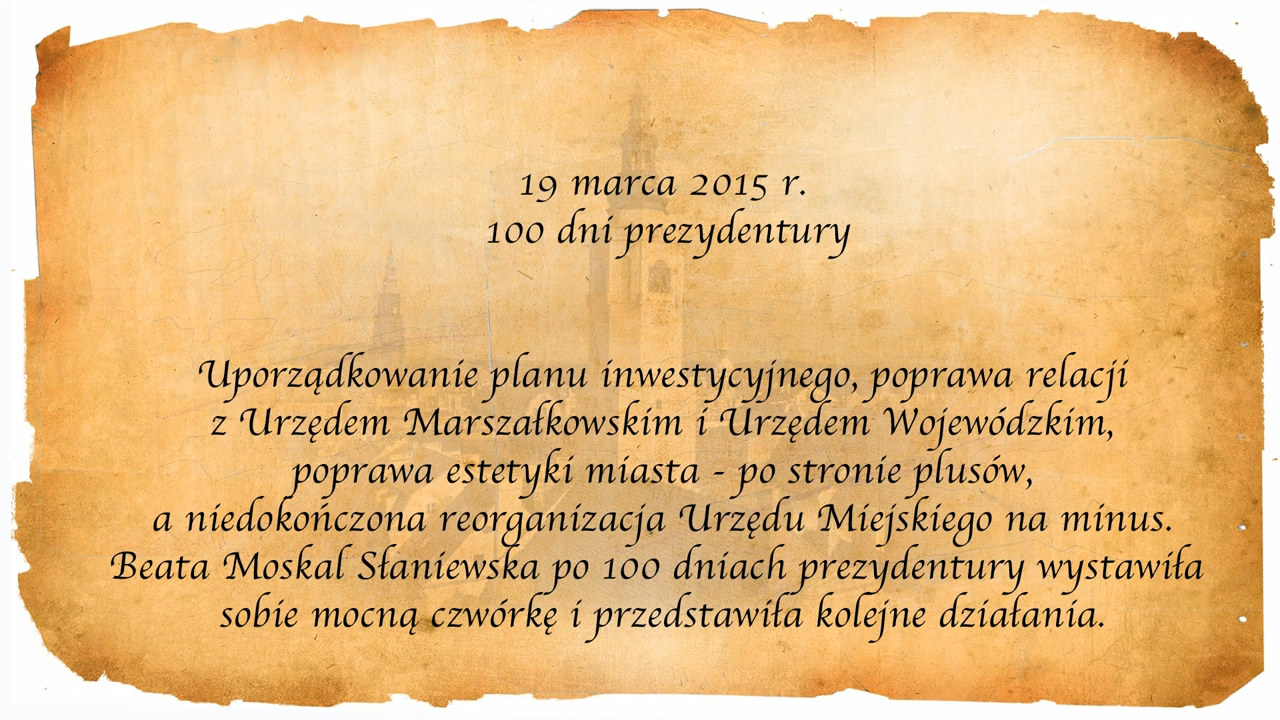 19 marca 2015 r.
100 dni prezydentury
Uporządkowanie planu inwestycyjnego, poprawa relacji
z Urzędem Marszałkowskim i Urzędem Wojewódzkim,
poprawa estetyki miasta - po stronie plusów,
a niedokończona reorganizacja Urzędu Miejskiego na minus.
Beata Moskal Słaniewska po 100 dniach prezydentury wystawiła
sobie mocną czwórkę i przedstawiła kolejne działania.